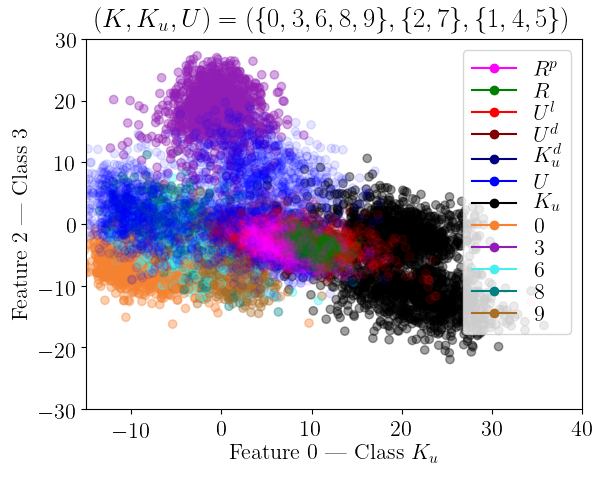 (K, K_u, U) = ({0, 3, 6, 8, 9}, {2, 7}, {1, 4, 5})
30
20
10
0
−10
−20
−30
Feature 2 — Class 3
R^p
R
U^l
U^d
K_u^d
U
K_u
0
3
6
8
9
−10
0
10
20
30
40
Feature 0 — Class K_u